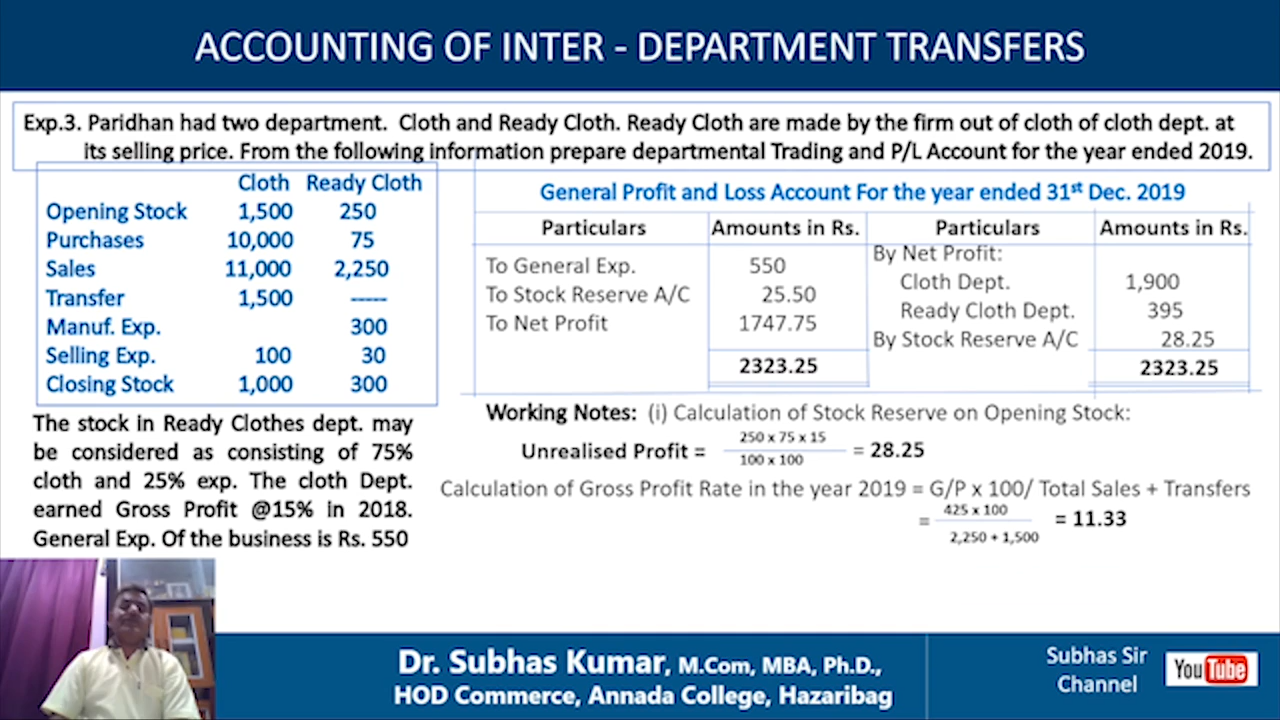 ACCOUNTING OF INTER - DEPARTMENT TRANSFERS
Exp.3. Paridhan had two department. Cloth and Ready Cloth. Ready Cloth are made by the firm out of cloth of cloth dept. at
its selling price. From the following information prepare departmental Trading and P/L Account for the year ended 2019.
Cloth Ready Cloth
Opening Stock 1,500 250
Purchases 10,000 75
Sales 11,000 2,250
Transfer 1,500 -----
Manuf. Exp. 300
Selling Exp. 100 30
Closing Stock 1,000 300
The stock in Ready Clothes dept. may
be considered as consisting of 75%
cloth and 25% exp. The cloth Dept.
earned Gross Profit @15% in 2018.
General Exp. Of the business is Rs. 550
General Profit and Loss Account For the year ended 31st Dec. 2019
Particulars Amounts in Rs. Particulars Amounts in Rs.
By Net Profit:
To General Exp. 550
Cloth Dept. 1,900
To Stock Reserve A/C 25.50
Ready Cloth Dept. 395
To Net Profit 1747.75
By Stock Reserve A/C 28.25
2323.25 2323.25
Working Notes: (i) Calculation of Stock Reserve on Opening Stock:
Unrealised Profit = 250 x 75 x 15 = 28.25
100 x 100
Calculation of Gross Profit Rate in the year 2019 = G/P x 100/ Total Sales + Transfers
= 425 x 100 = 11.33
2,250 + 1,500
Dr. Subhas Kumar, M.Com, MBA, Ph.D.,
HOD Commerce, Annada College, Hazaribag
Subhas Sir
Channel
YouTube